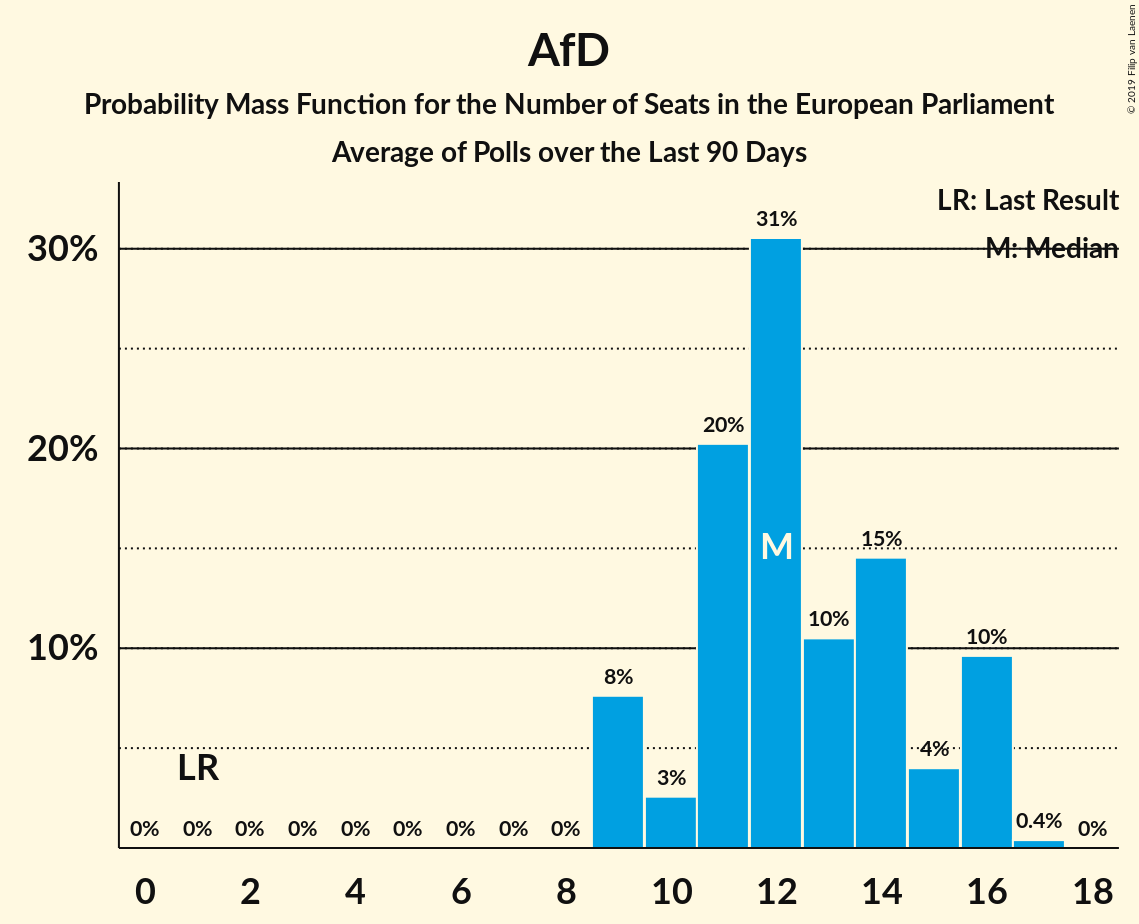 AfD
Probability Mass Function for the Number of Seats in the European Parliament
Average of Polls over the Last 90 Days
© 2019 Filip van Laenen
LR: Last Result
M: Median
30%
20%
10%
31%
20%
M
15%
10%
10%
8%
4%
3%
LR
0% 0% 0% 0% 0% 0% 0% 0% 0% 0.4% 0%
0 2 4 6 8 10 12 14 16 18